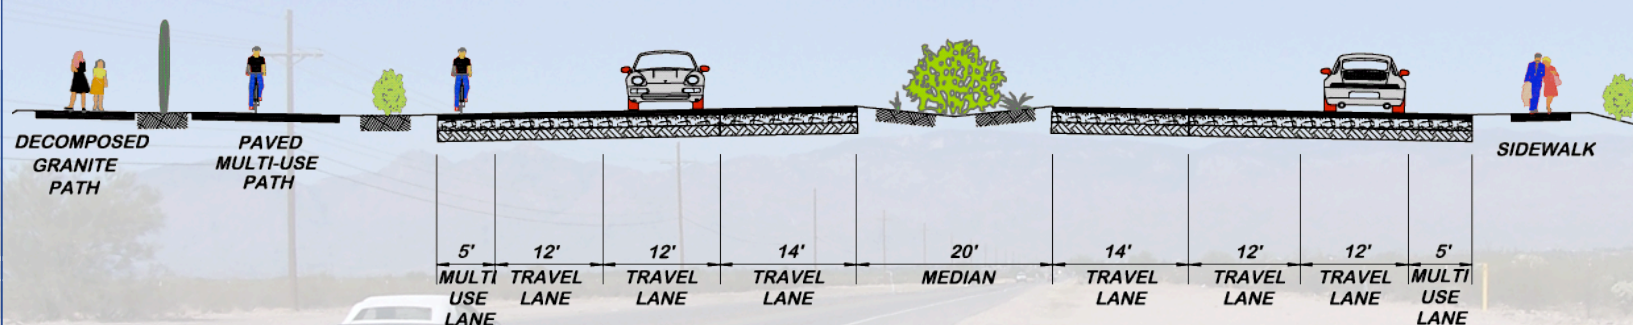 DECOMPOSED
GRANITE
PATH
PAVED
MULTI-USE
PATH
SIDEWALK
5' 12' 12' 14' 20' 14' 12' 12' 5'
MULTI TRAVEL TRAVEL TRAVEL MEDIAN TRAVEL TRAVEL TRAVEL MULTI
USE LANE LANE LANE LANE LANE LANE USE
LANE LANE